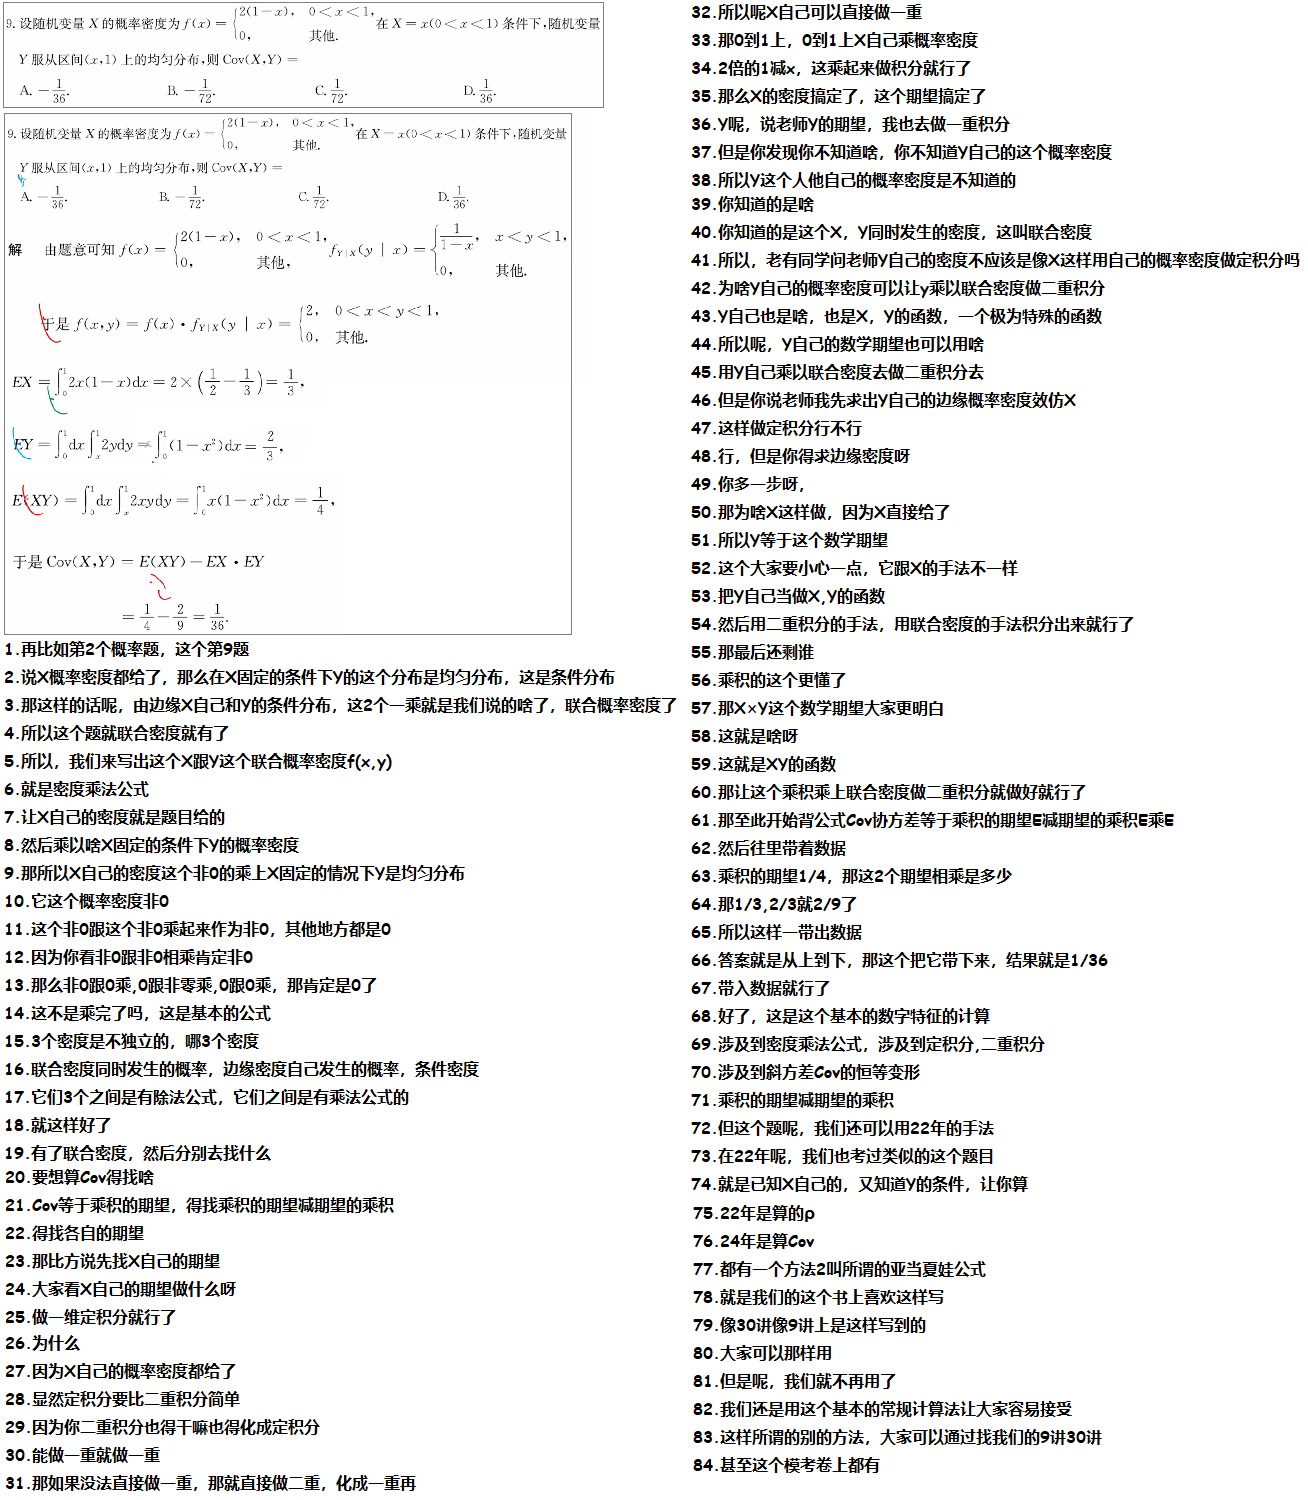 9. 设随机变量 X 的概率密度为 f(x) = { 2(1-x), 0<x<1, 0, 其他. 在 X = x(0<x<1) 条件下,随机变量
Y 服从区间(x,1)上的均匀分布,则 Cov(X,Y) =
A. -1/36. B. -1/72. C. 1/72. D. 1/36.
9. 设随机变量 X 的概率密度为 f(x) = { 2(1-x), 0<x<1, 0, 其他. 在 X = x(0<x<1) 条件下,随机变量
Y 服从区间(x,1)上的均匀分布,则 Cov(X,Y) =
A. -1/36. B. -1/72. C. 1/72. D. 1/36.
解 由题意可知 f(x) = { 2(1-x), 0<x<1, 0, 其他, f_{Y|X}(y | x) = { 1/(1-x), x<y<1, 0, 其他.
于是 f(x,y) = f(x)·f_{Y|X}(y | x) = { 2, 0<x<y<1, 0, 其他.
EX = ∫₀¹ 2x(1-x)dx = 2×(1/2 - 1/3) = 1/3,
EY = ∫₀¹ dx ∫ₓ¹ 2ydy = ∫₀¹ (1-x²)dx = 2/3,
E(XY) = ∫₀¹ dx ∫ₓ¹ 2xydy = ∫₀¹ x(1-x²)dx = 1/4,
于是 Cov(X,Y) = E(XY) - EX·EY
= 1/4 - 2/9 = 1/36.
1.再比如第2个概率题，这个第9题
2.说X概率密度都给了，那么在X固定的条件下Y的这个分布是均匀分布，这是条件分布
3.那这样的话呢，由边缘X自己和Y的条件分布，这2个一乘就是我们说的啥了，联合概率密度了
4.所以这个题就联合密度就有了
5.所以，我们来写出这个X跟Y这个联合概率密度f(x,y)
6.就是密度乘法公式
7.让X自己的密度就是题目给的
8.然后乘以啥X固定的条件下Y的概率密度
9.那所以X自己的密度这个非0的乘上X固定的情况下Y是均匀分布
10.它这个概率密度非0
11.这个非0跟这个非0乘起来作为非0，其他地方都是0
12.因为你看非0跟非0相乘肯定非0
13.那么非0跟0乘,0跟非零乘,0跟0乘，那肯定是0了
14.这不是乘完了吗，这是基本的公式
15.3个密度是不独立的，哪3个密度
16.联合密度同时发生的概率，边缘密度自己发生的概率，条件密度
17.它们3个之间是有除法公式，它们之间是有乘法公式的
18.就这样好了
19.有了联合密度，然后分别去找什么
20.要想算Cov得找啥
21.Cov等于乘积的期望，得找乘积的期望减期望的乘积
22.得找各自的期望
23.那比方说先找X自己的期望
24.大家看X自己的期望做什么呀
25.做一维定积分就行了
26.为什么
27.因为X自己的概率密度都给了
28.显然定积分要比二重积分简单
29.因为你二重积分也得干嘛也得化成定积分
30.能做一重就做一重
31.那如果没法直接做一重，那就直接做二重，化成一重再
32.所以呢X自己可以直接做一重
33.那0到1上，0到1上X自己乘概率密度
34.2倍的1减x，这乘起来做积分就行了
35.那么X的密度搞定了，这个期望搞定了
36.Y呢，说老师Y的期望，我也去做一重积分
37.但是你发现你不知道啥，你不知道Y自己的这个概率密度
38.所以Y这个人他自己的概率密度是不知道的
39.你知道的是啥
40.你知道的是这个X，Y同时发生的密度，这叫联合密度
41.所以，老有同学问老师Y自己的密度不应该是像X这样用自己的概率密度做定积分吗
42.为啥Y自己的概率密度可以让y乘以联合密度做二重积分
43.Y自己也是啥，也是X，Y的函数，一个极为特殊的函数
44.所以呢，Y自己的数学期望也可以用啥
45.用Y自己乘以联合密度去做二重积分去
46.但是你说老师我先求出Y自己的边缘概率密度效仿X
47.这样做定积分行不行
48.行，但是你得求边缘密度呀
49.你多一步呀，
50.那为啥X这样做，因为X直接给了
51.所以Y等于这个数学期望
52.这个大家要小心一点，它跟X的手法不一样
53.把Y自己当做X,Y的函数
54.然后用二重积分的手法，用联合密度的手法积分出来就行了
55.那最后还剩谁
56.乘积的这个更懂了
57.那X×Y这个数学期望大家更明白
58.这就是啥呀
59.这就是XY的函数
60.那让这个乘积乘上联合密度做二重积分就做好就行了
61.那至此开始背公式Cov协方差等于乘积的期望E减期望的乘积E乘E
62.然后往里带着数据
63.乘积的期望1/4，那这2个期望相乘是多少
64.那1/3,2/3就2/9了
65.所以这样一带出数据
66.答案就是从上到下，那这个把它带下来，结果就是1/36
67.带入数据就行了
68.好了，这是这个基本的数字特征的计算
69.涉及到密度乘法公式，涉及到定积分,二重积分
70.涉及到斜方差Cov的恒等变形
71.乘积的期望减期望的乘积
72.但这个题呢，我们还可以用22年的手法
73.在22年呢，我们也考过类似的这个题目
74.就是已知X自己的，又知道Y的条件，让你算
75.22年是算的ρ
76.24年是算Cov
77.都有一个方法2叫所谓的亚当夏娃公式
78.就是我们的这个书上喜欢这样写
79.像30讲像9讲上是这样写到的
80.大家可以那样用
81.但是呢，我们就不再用了
82.我们还是用这个基本的常规计算法让大家容易接受
83.这样所谓的别的方法，大家可以通过找我们的9讲30讲
84.甚至这个模考卷上都有